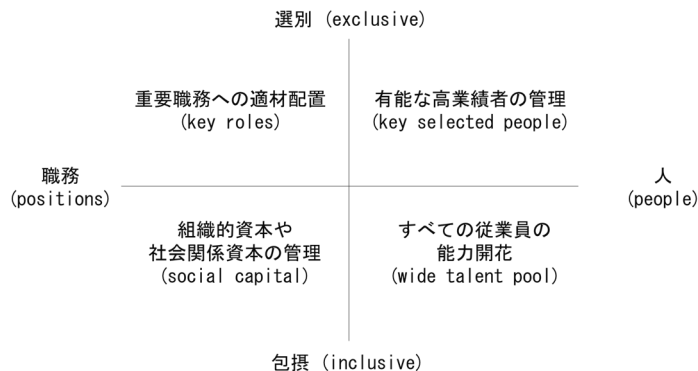 選別 (exclusive)
重要職務への適材配置
(key roles)
有能な高業績者の管理
(key selected people)
職務
(positions)
人
(people)
組織的資本や
社会関係資本の管理
(social capital)
すべての従業員の
能力開花
(wide talent pool)
包摂 (inclusive)